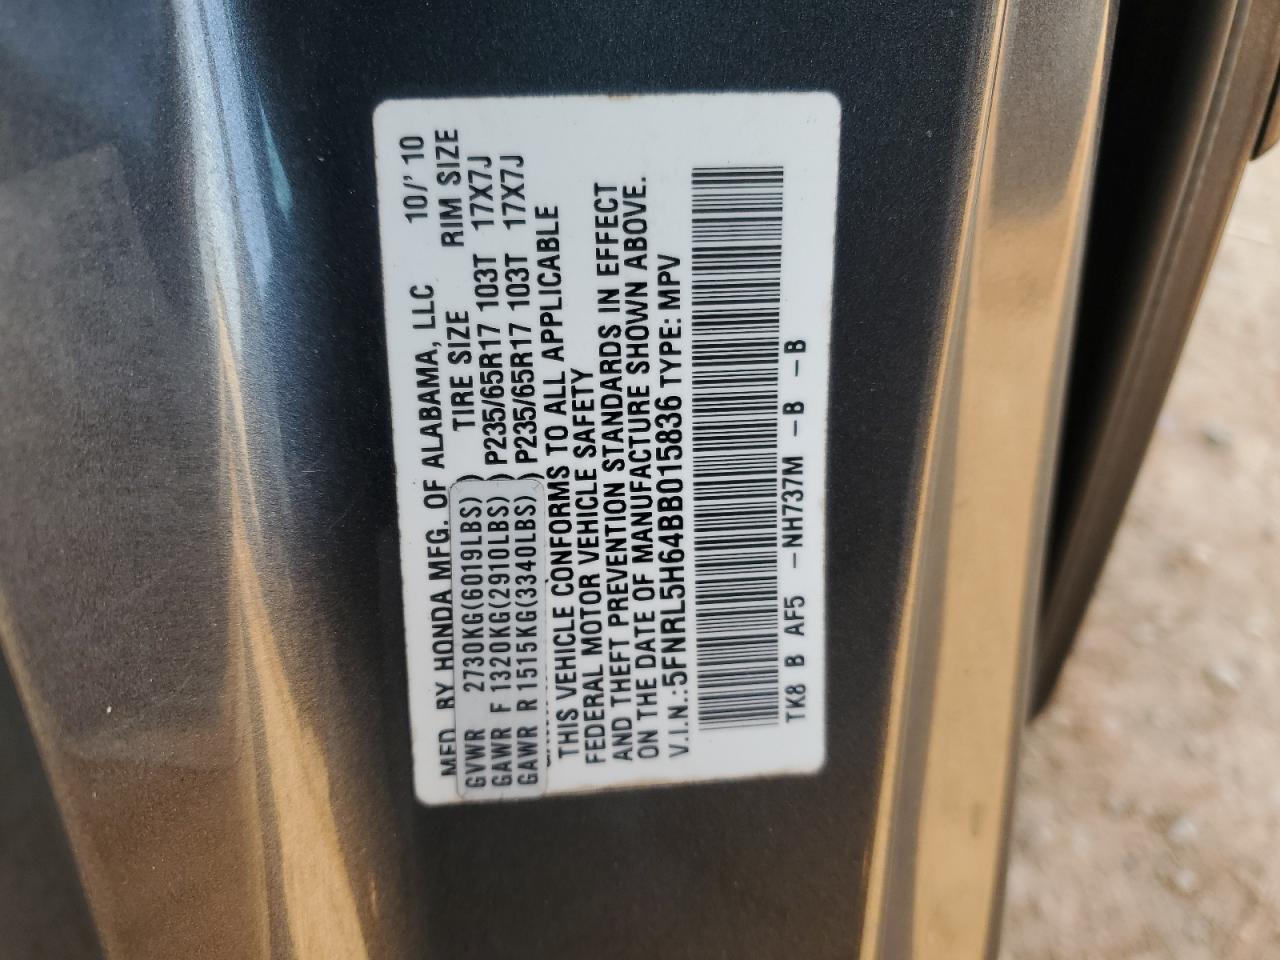 MFD. BY HONDA MFG. OF ALABAMA, LLC 10/' 10
TIRE SIZE RIM SIZE
GVWR 2730KG(6019LBS)
GAWR F 1320KG(2910LBS) P235/65R17 103T 17X7J
GAWR R 1515KG(3340LBS) P235/65R17 103T 17X7J
THIS VEHICLE CONFORMS TO ALL APPLICABLE
FEDERAL MOTOR VEHICLE SAFETY
AND THEFT PREVENTION STANDARDS IN EFFECT
ON THE DATE OF MANUFACTURE SHOWN ABOVE.
V.I.N.:5FNRL5H64BB015836 TYPE: MPV
TK8 B AF5 -NH737M -B -B